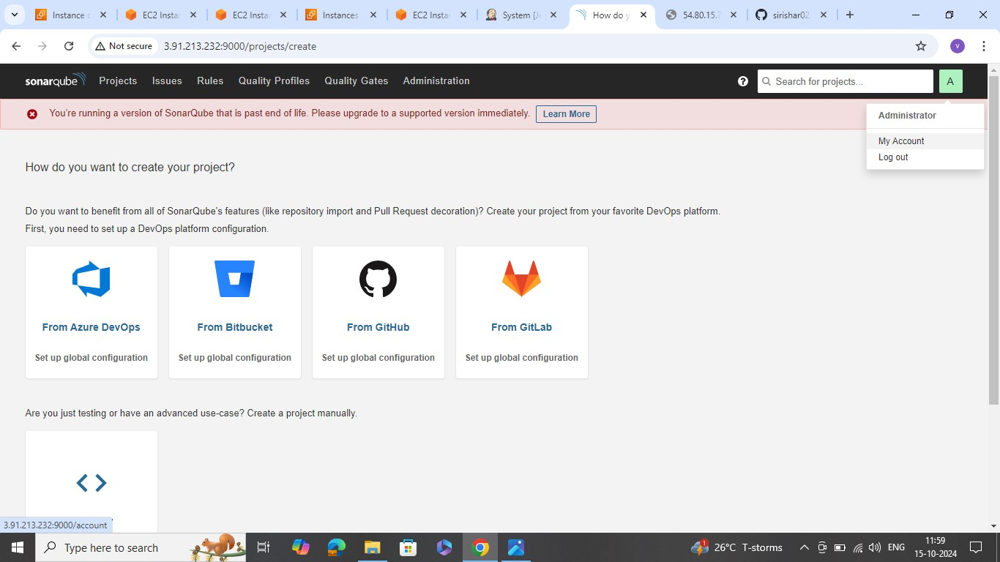 Instance c
EC2 Instan
EC2 Instan
Instances
EC2 Instan
System [Je
How do y
54.80.15.7
sirishar02
Not secure
3.91.213.232:9000/projects/create
v
sonarqube
Projects
Issues
Rules
Quality Profiles
Quality Gates
Administration
?
Search for projects...
A
You're running a version of SonarQube that is past end of life. Please upgrade to a supported version immediately.
Learn More
Administrator
My Account
Log out
How do you want to create your project?
Do you want to benefit from all of SonarQube's features (like repository import and Pull Request decoration)? Create your project from your favorite DevOps platform.
First, you need to set up a DevOps platform configuration.
From Azure DevOps
Set up global configuration
From Bitbucket
Set up global configuration
From GitHub
Set up global configuration
From GitLab
Set up global configuration
Are you just testing or have an advanced use-case? Create a project manually.
3.91.213.232:9000/account
Type here to search
1
26°C T-storms
ENG
11:59
15-10-2024